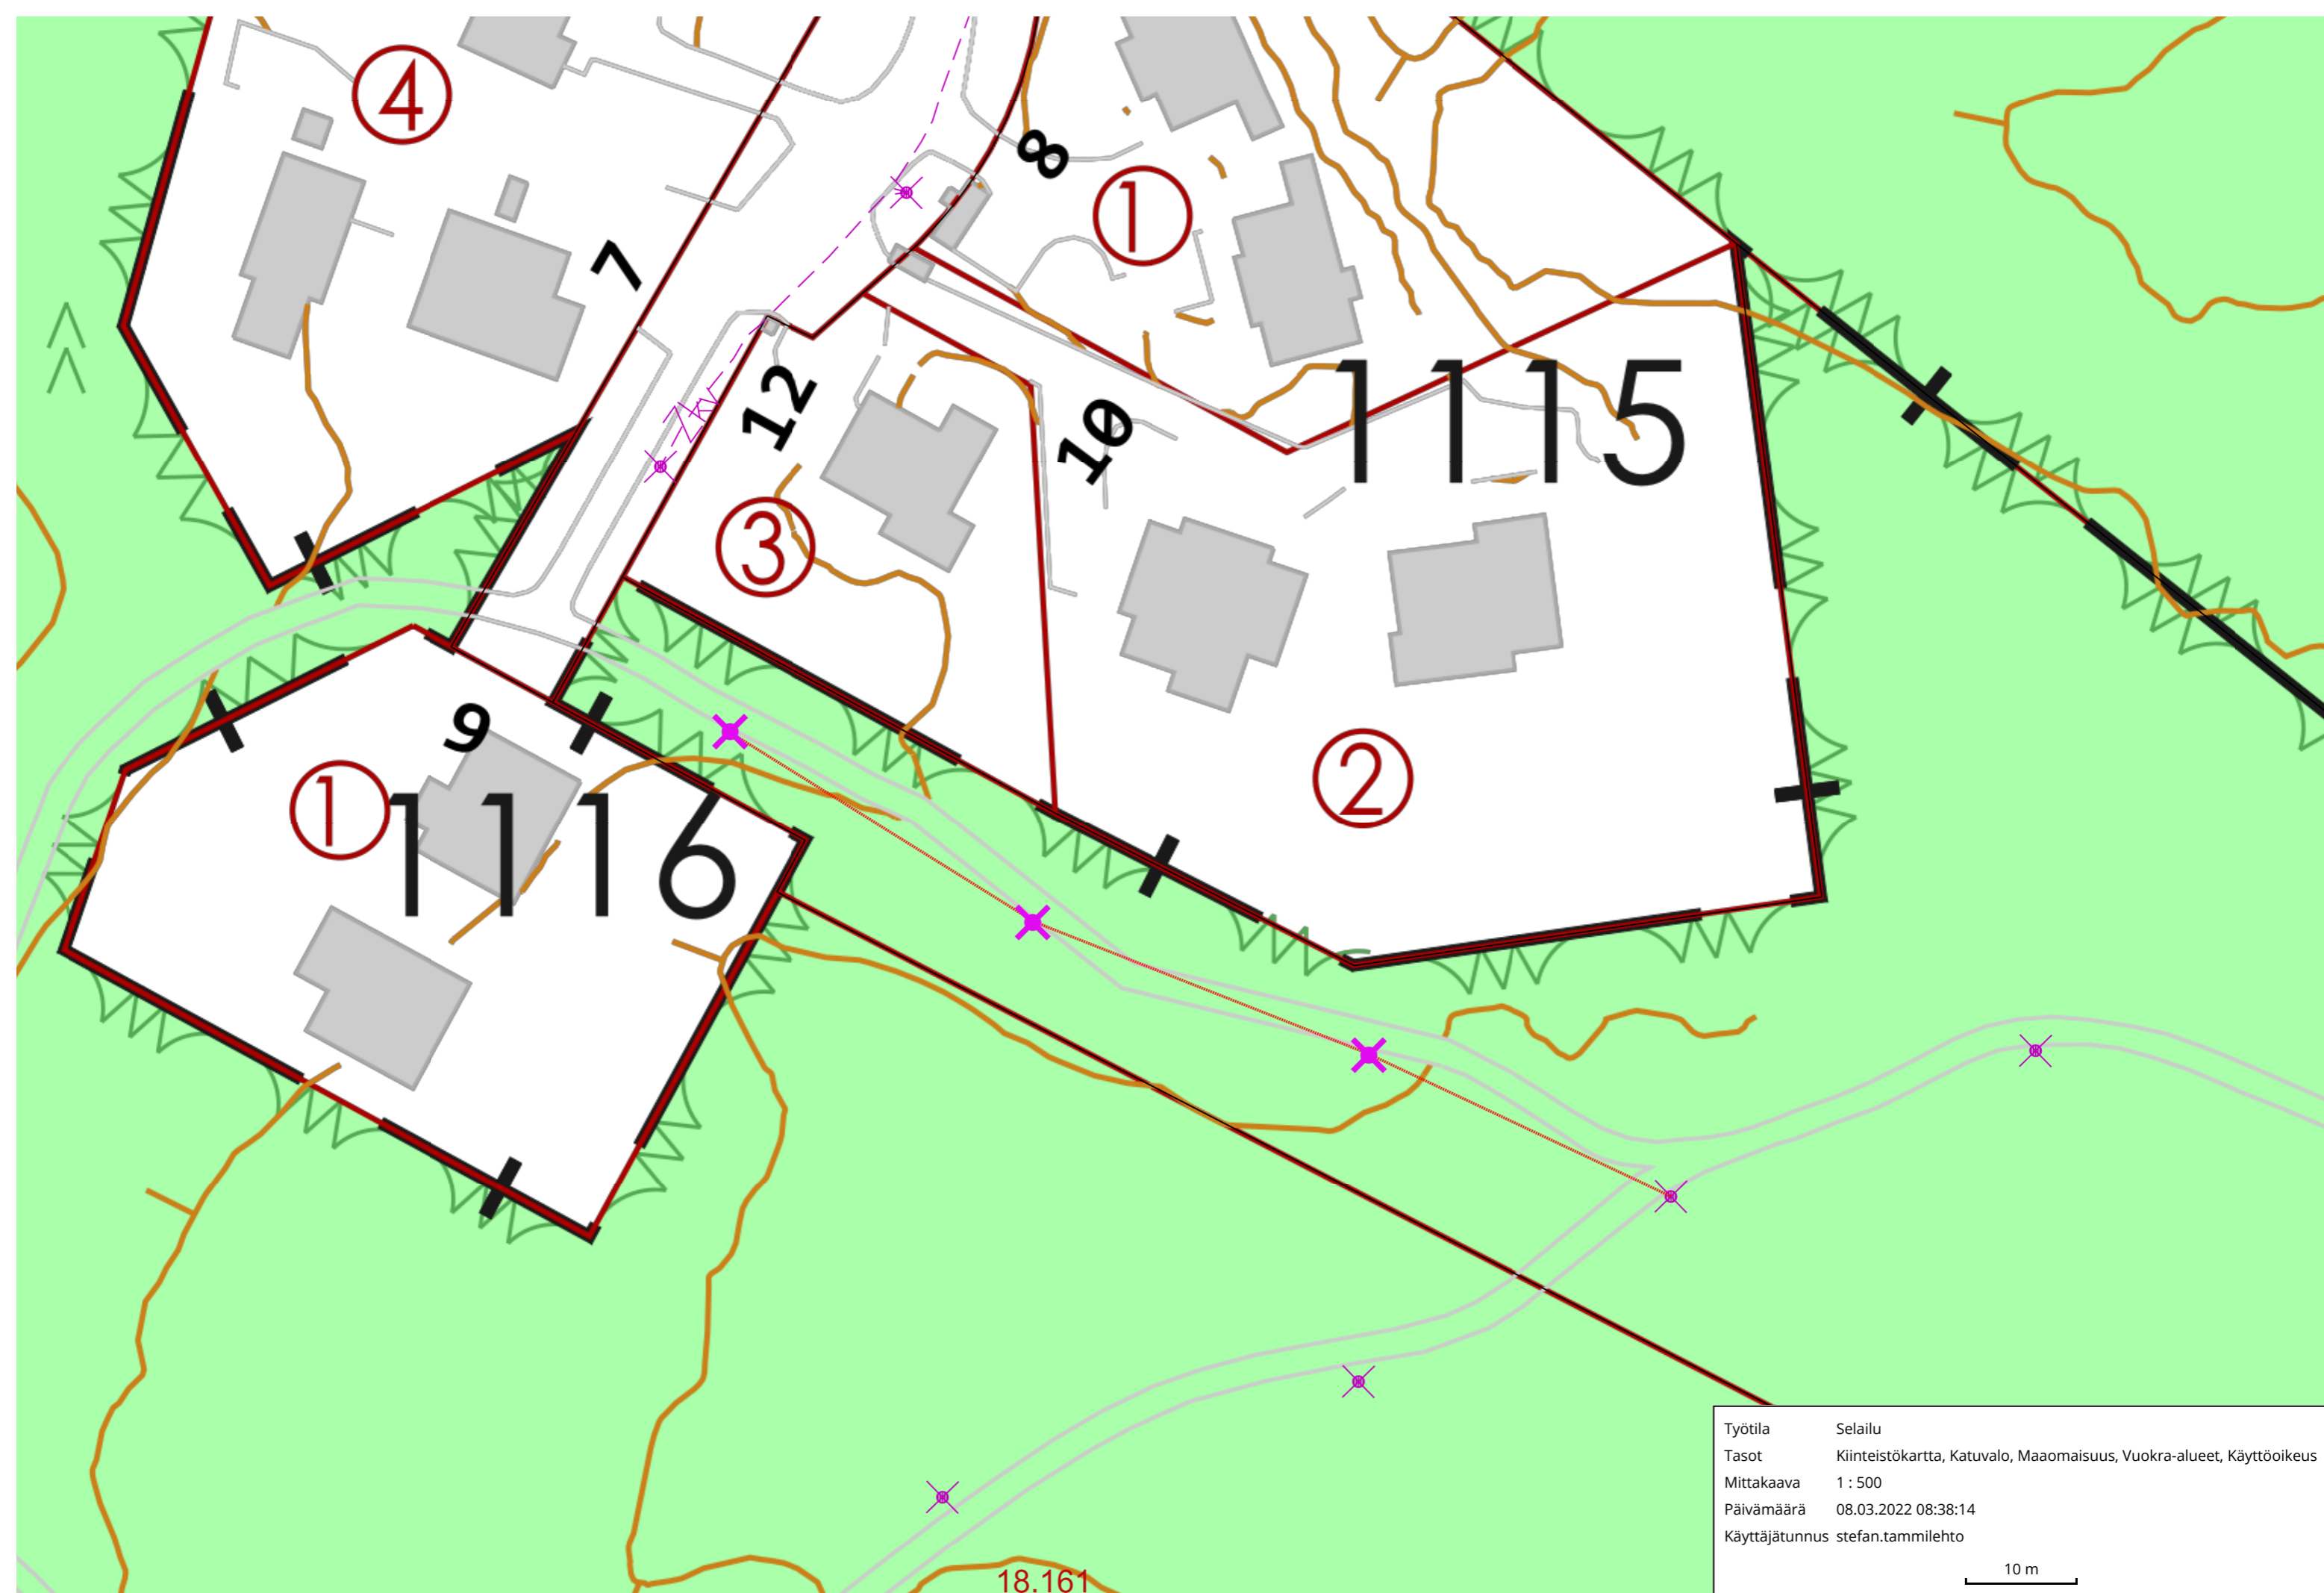 4
8
1
7
12
10
1115
3
9
2
1
1116
Työtila Selailu
Tasot Kiinteistökartta, Katuvalo, Maaomaisuus, Vuokra-alueet, Käyttöoikeus
Mittakaava 1 : 500
Päivämäärä 08.03.2022 08:38:14
Käyttäjätunnus stefan.tammilehto
10 m
18.161